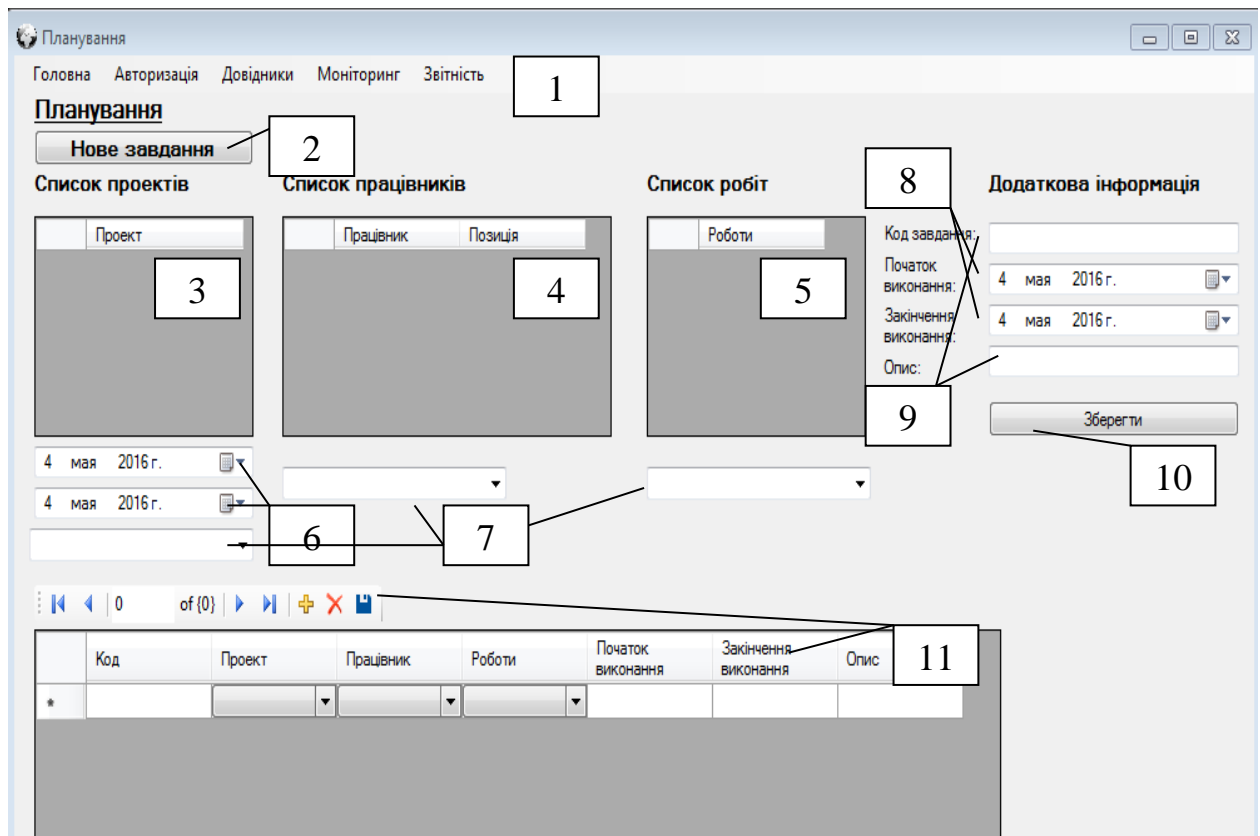 Планування
Головна Авторизація Довідники Моніторинг Звітність
1
Планування
Нове завдання
2
Список проектів
Список працівників
Список робіт
8
Додаткова інформація
Проект
Працівник Позиція
Роботи
3
4
5
Код завдання:
Початок
виконання:
4 мая 2016 г.
Закінчення
виконання:
4 мая 2016 г.
Опис:
9
Зберегти
10
4 мая 2016 г.
4 мая 2016 г.
6
7
0 of {0}
Код Проект Працівник Роботи Початок виконання Закінчення виконання Опис
11
*